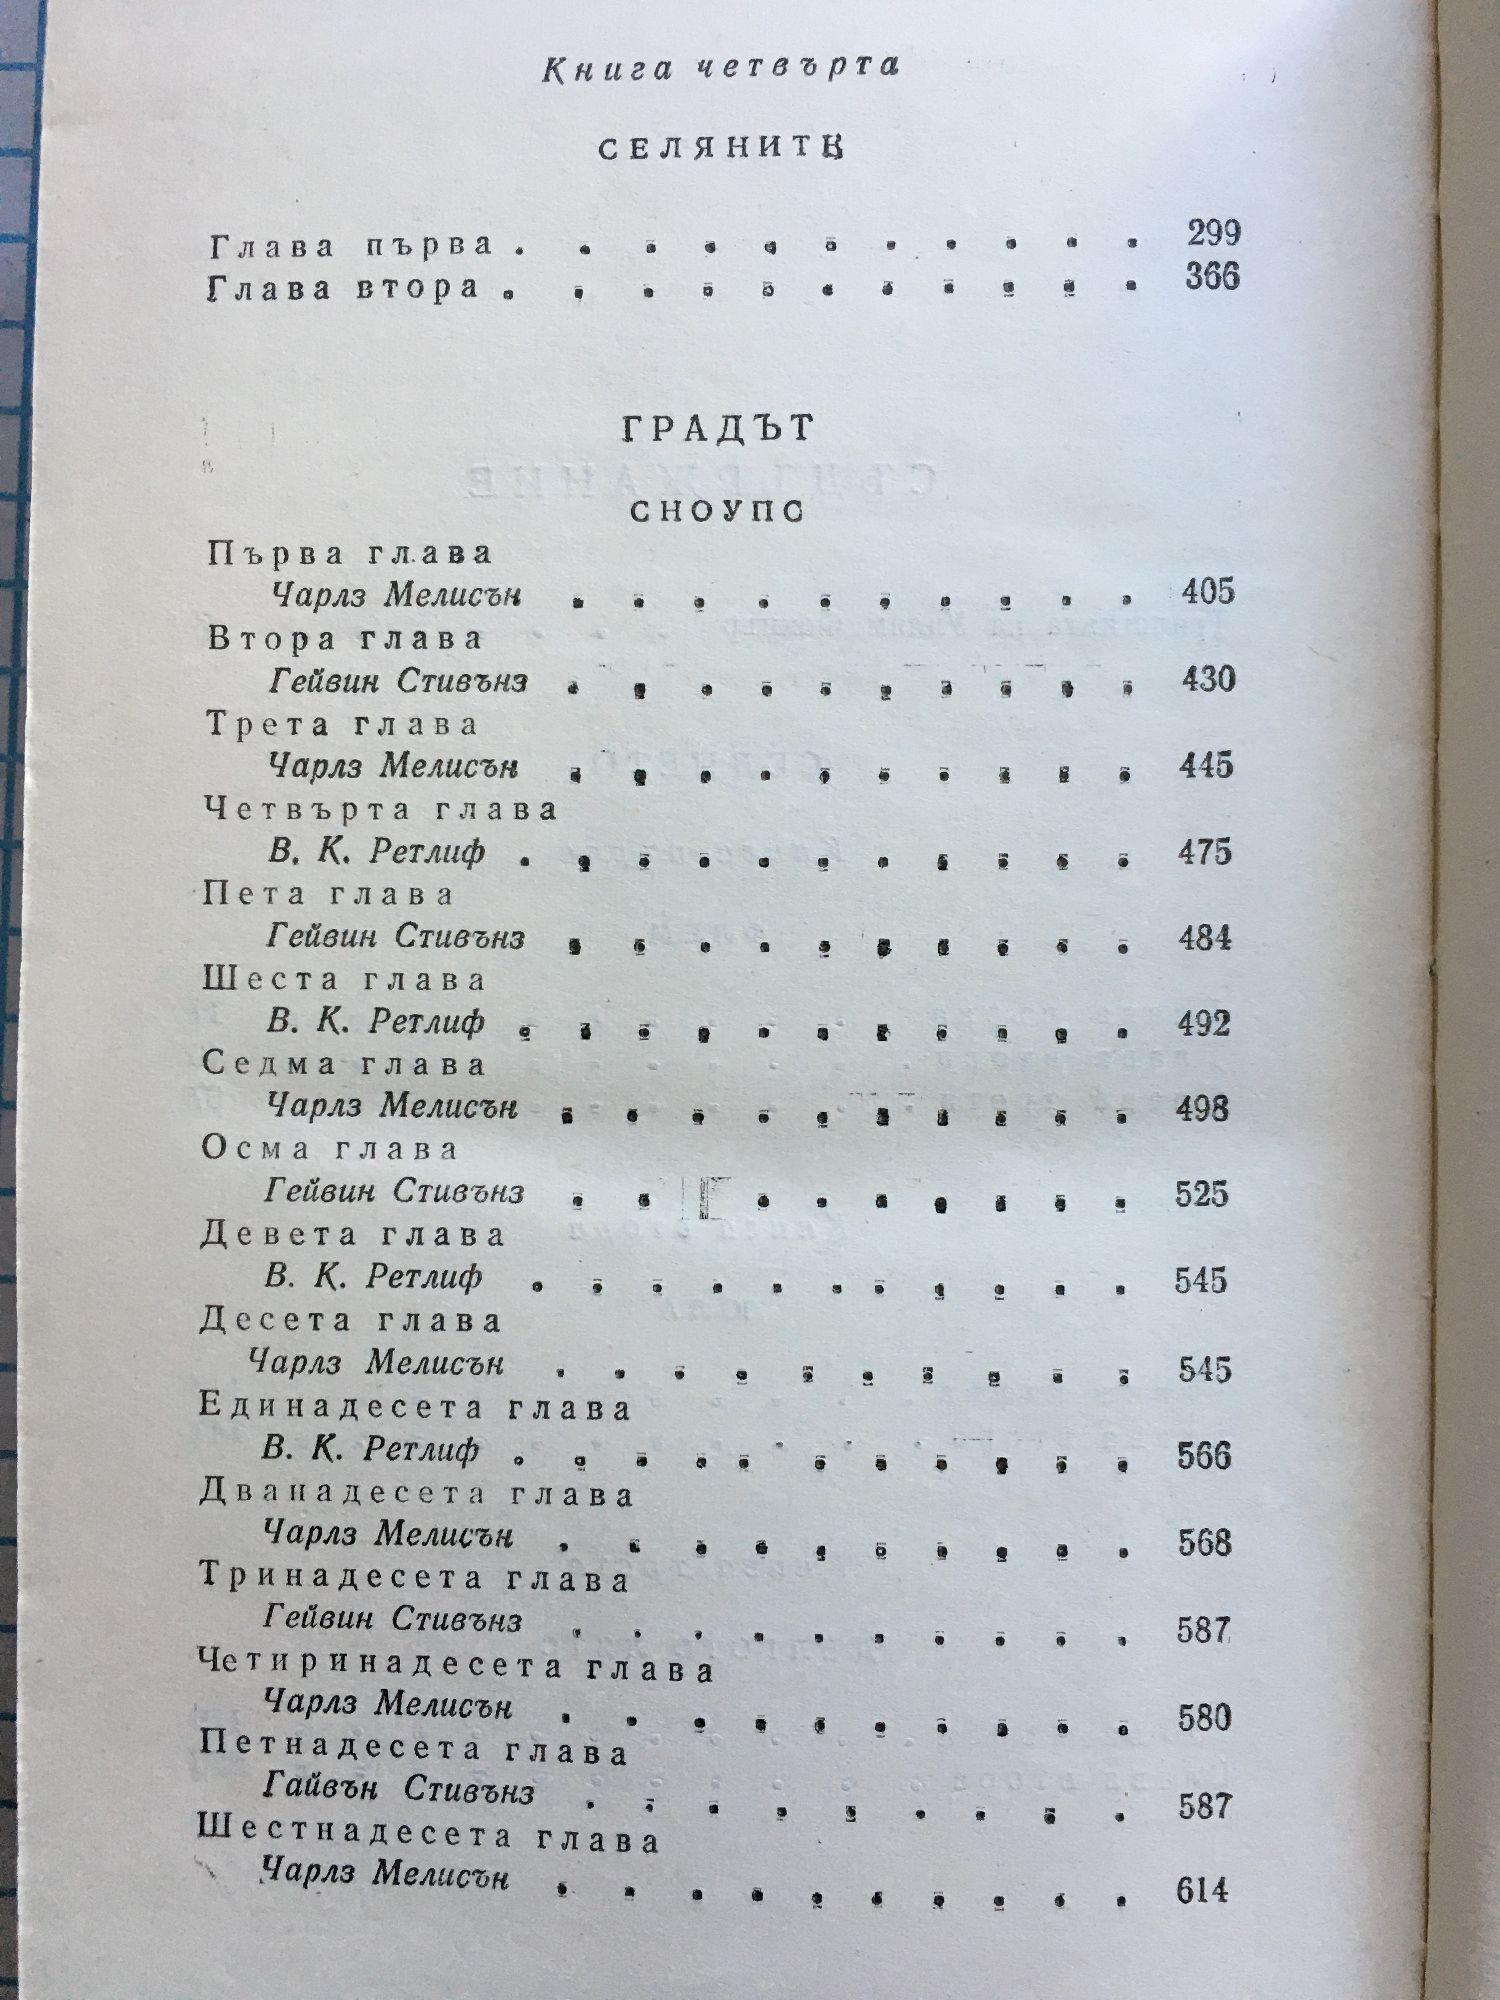 Книга четвърта
СЕЛЯНИТЕ
Глава първа . . . . . . . . . . . 299
Глава втора . . . . . . . . . . . 366
ГРАДЪТ
СНОУПС
Първа глава
Чарлз Мелисън . . . . . . . . . . 405
Втора глава
Гейвин Стивънз . . . . . . . . . . 430
Трета глава
Чарлз Мелисън . . . . . . . . . . 445
Четвърта глава
В. К. Ретлиф . . . . . . . . . . . 475
Пета глава
Гейвин Стивънз . . . . . . . . . . 484
Шеста глава
В. К. Ретлиф . . . . . . . . . . . 492
Седма глава
Чарлз Мелисън . . . . . . . . . . 498
Осма глава
Гейвин Стивънз . . . . . . . . . 525
Девета глава
В. К. Ретлиф . . . . . . . . . . . 545
Десета глава
Чарлз Мелисън . . . . . . . . . . 545
Единадесета глава
В. К. Ретлиф . . . . . . . . . . . 566
Дванадесета глава
Чарлз Мелисън . . . . . . . . . . 568
Тринадесета глава
Гейвин Стивънз . . . . . . . . . . 587
Четиринадесета глава
Чарлз Мелисън . . . . . . . . . . 580
Петнадесета глава
Гайвън Стивънз . . . . . . . . . 587
Шестнадесета глава
Чарлз Мелисън . . . . . . . . . . 614